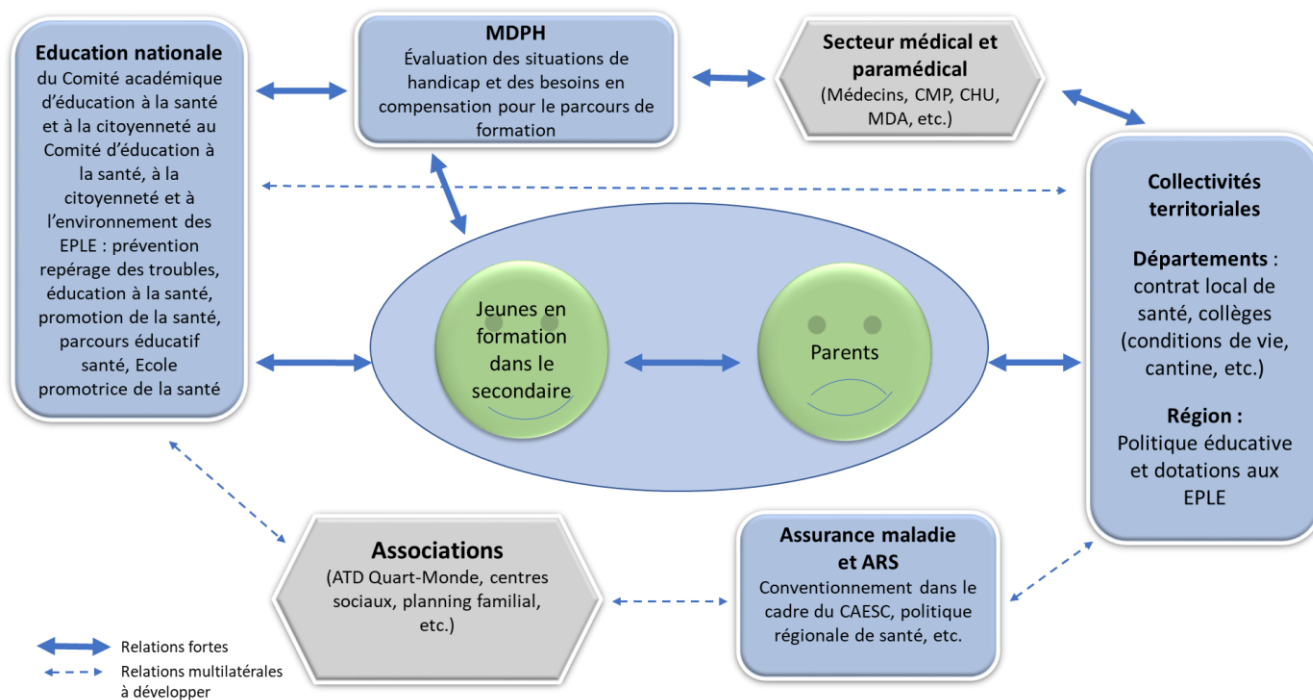 Education nationale
du Comité académique
d'éducation à la santé
et à la citoyenneté au
Comité d'éducation à
la santé, à la
citoyenneté et à
l'environnement des
EPLE : prévention
repérage des troubles,
éducation à la santé,
promotion de la santé,
parcours éducatif
santé, Ecole
promotrice de la santé
MDPH
Évaluation des situations de
handicap et des besoins en
compensation pour le parcours de
formation
Secteur médical et
paramédical
(Médecins, CMP, CHU,
MDA, etc.)
Collectivités
territoriales
Départements :
contrat local de
santé, collèges
(conditions de vie,
cantine, etc.)
Région :
Politique éducative
et dotations aux
EPLE
Jeunes en
formation
dans le
secondaire
Parents
Associations
(ATD Quart-Monde, centres
sociaux, planning familial,
etc.)
Assurance maladie
et ARS
Conventionnement dans le
cadre du CAESC, politique
régionale de santé, etc.
Relations fortes
Relations multilatérales
à développer